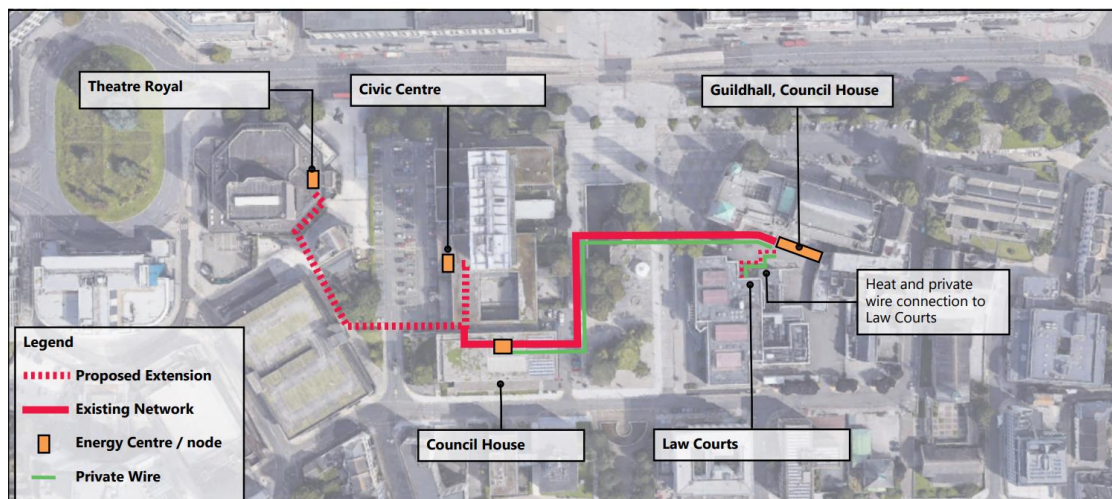 Theatre Royal
Civic Centre
Guildhall, Council House
Heat and private
wire connection to
Law Courts
Legend
Proposed Extension
Existing Network
Energy Centre / node
Private Wire
Council House
Law Courts